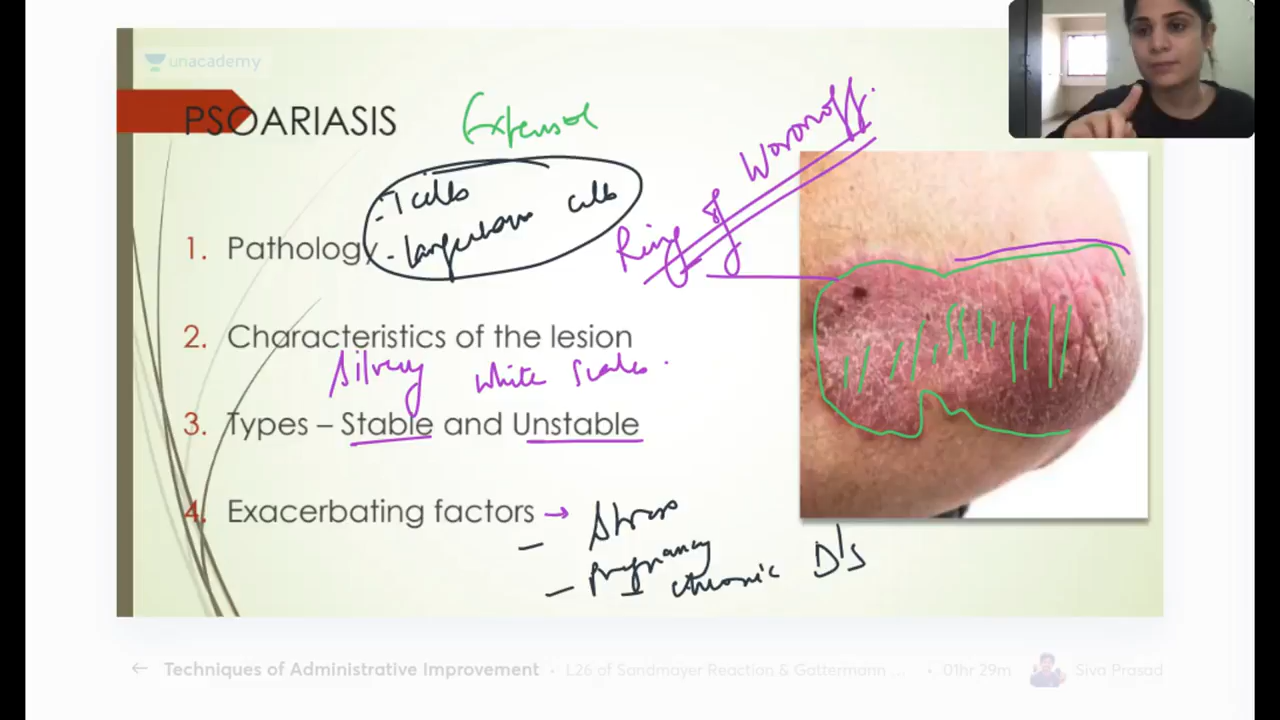 unacademy
PSOARIASIS
Extensor
Ring of Woronoff.
- T cells
- Langerhans cells
1. Pathology
2. Characteristics of the lesion
Silvery white scales.
3. Types – Stable and Unstable
4. Exacerbating factors →
- Stress
- Pregnancy
- chronic D's
← Techniques of Administrative Improvement • L26 of Sandmayer Reaction & Gattermann ... • 01hr 29m Siva Prasad